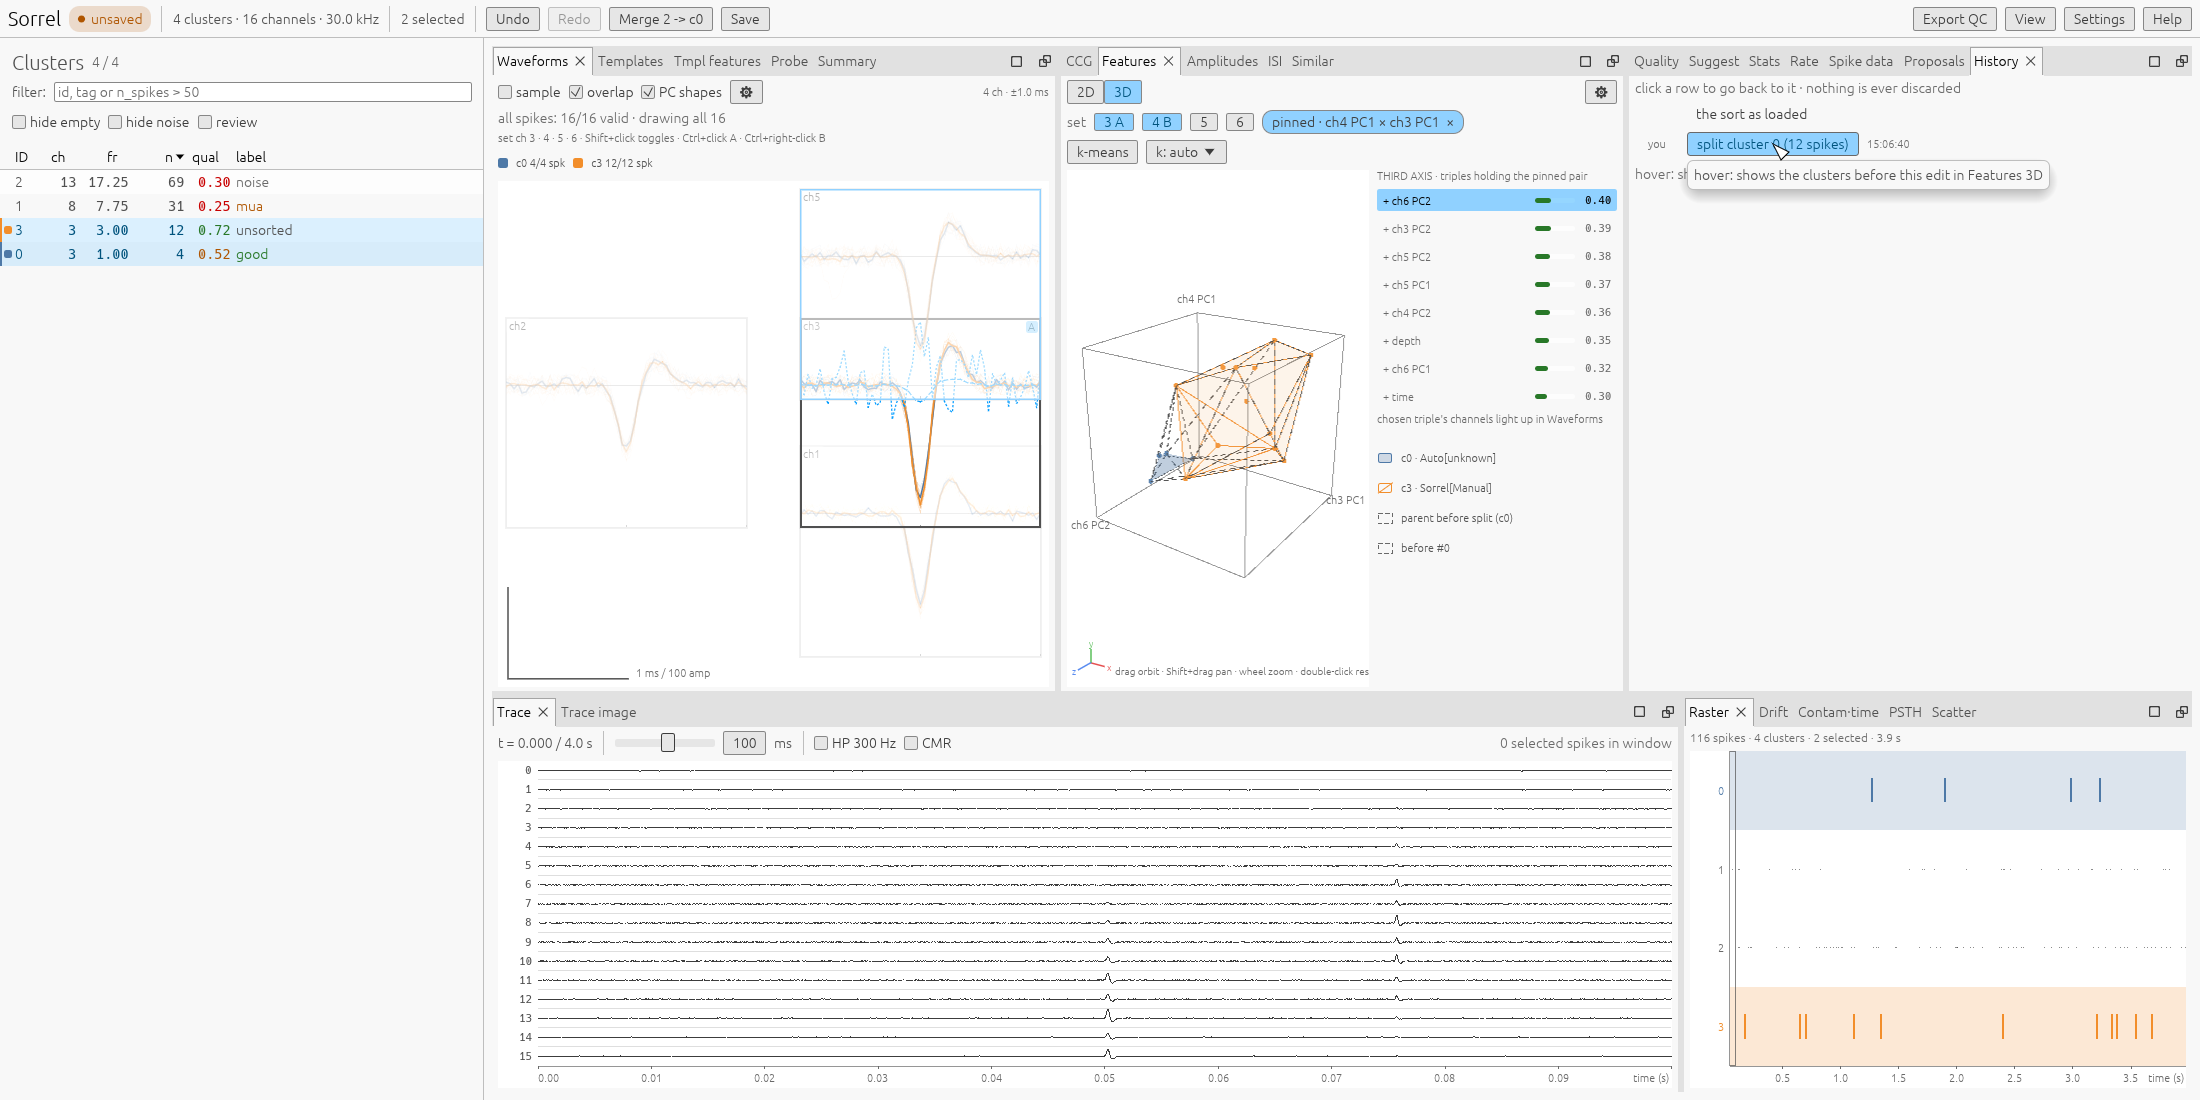 Sorrel • unsaved 4 clusters · 16 channels · 30.0 kHz 2 selected Undo Redo Merge 2 -> c0 Save Export QC View Settings Help
Clusters 4 / 4
filter: id, tag or n_spikes > 50
hide empty hide noise review
ID ch fr n▼ qual label
2 13 17.25 69 0.30 noise
1 8 7.75 31 0.25 mua
3 3 3.00 12 0.72 unsorted
0 3 1.00 4 0.52 good
Waveforms Templates Tmpl features Probe Summary
sample overlap PC shapes 4 ch · ±1.0 ms
all spikes: 16/16 valid · drawing all 16
set ch 3 · 4 · 5 · 6 · Shift+click toggles · Ctrl+click A · Ctrl+right-click B
c0 4/4 spk c3 12/12 spk
ch5
ch2
ch3
A
ch1
1 ms / 100 amp
CCG Features Amplitudes ISI Similar
2D 3D
set 3 A 4 B 5 6 pinned · ch4 PC1 × ch3 PC1 ×
k-means k: auto
THIRD AXIS · triples holding the pinned pair
+ ch6 PC2 0.40
+ ch3 PC2 0.39
+ ch5 PC2 0.38
+ ch5 PC1 0.37
+ ch4 PC2 0.36
+ depth 0.35
+ ch6 PC1 0.32
+ time 0.30
chosen triple's channels light up in Waveforms
c0 · Auto[unknown]
c3 · Sorrel[Manual]
parent before split (c0)
before #0
ch4 PC1
ch3 PC1
ch6 PC2
y
z
x
drag orbit · Shift+drag pan · wheel zoom · double-click res
Quality Suggest Stats Rate Spike data Proposals History
click a row to go back to it · nothing is ever discarded
the sort as loaded
you split cluster 0 (12 spikes) 15:06:40
hover: sh
hover: shows the clusters before this edit in Features 3D
Trace Trace image
t = 0.000 / 4.0 s 100 ms HP 300 Hz CMR 0 selected spikes in window
0
1
2
3
4
5
6
7
8
9
10
11
12
13
14
15
0.00 0.01 0.02 0.03 0.04 0.05 0.06 0.07 0.08 0.09 time (s)
Raster Drift Contam·time PSTH Scatter
116 spikes · 4 clusters · 2 selected · 3.9 s
0
1
2
3
0.5 1.0 1.5 2.0 2.5 3.0 3.5 time (s)